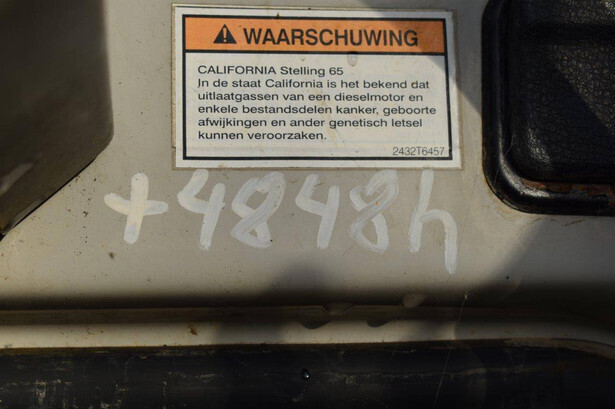 WAARSCHUWING
CALIFORNIA Stelling 65
In de staat California is het bekend dat
uitlaatgassen van een dieselmotor en
enkele bestandsdelen kanker, geboorte
afwijkingen en ander genetisch letsel
kunnen veroorzaken.
2432T6457
+4848h